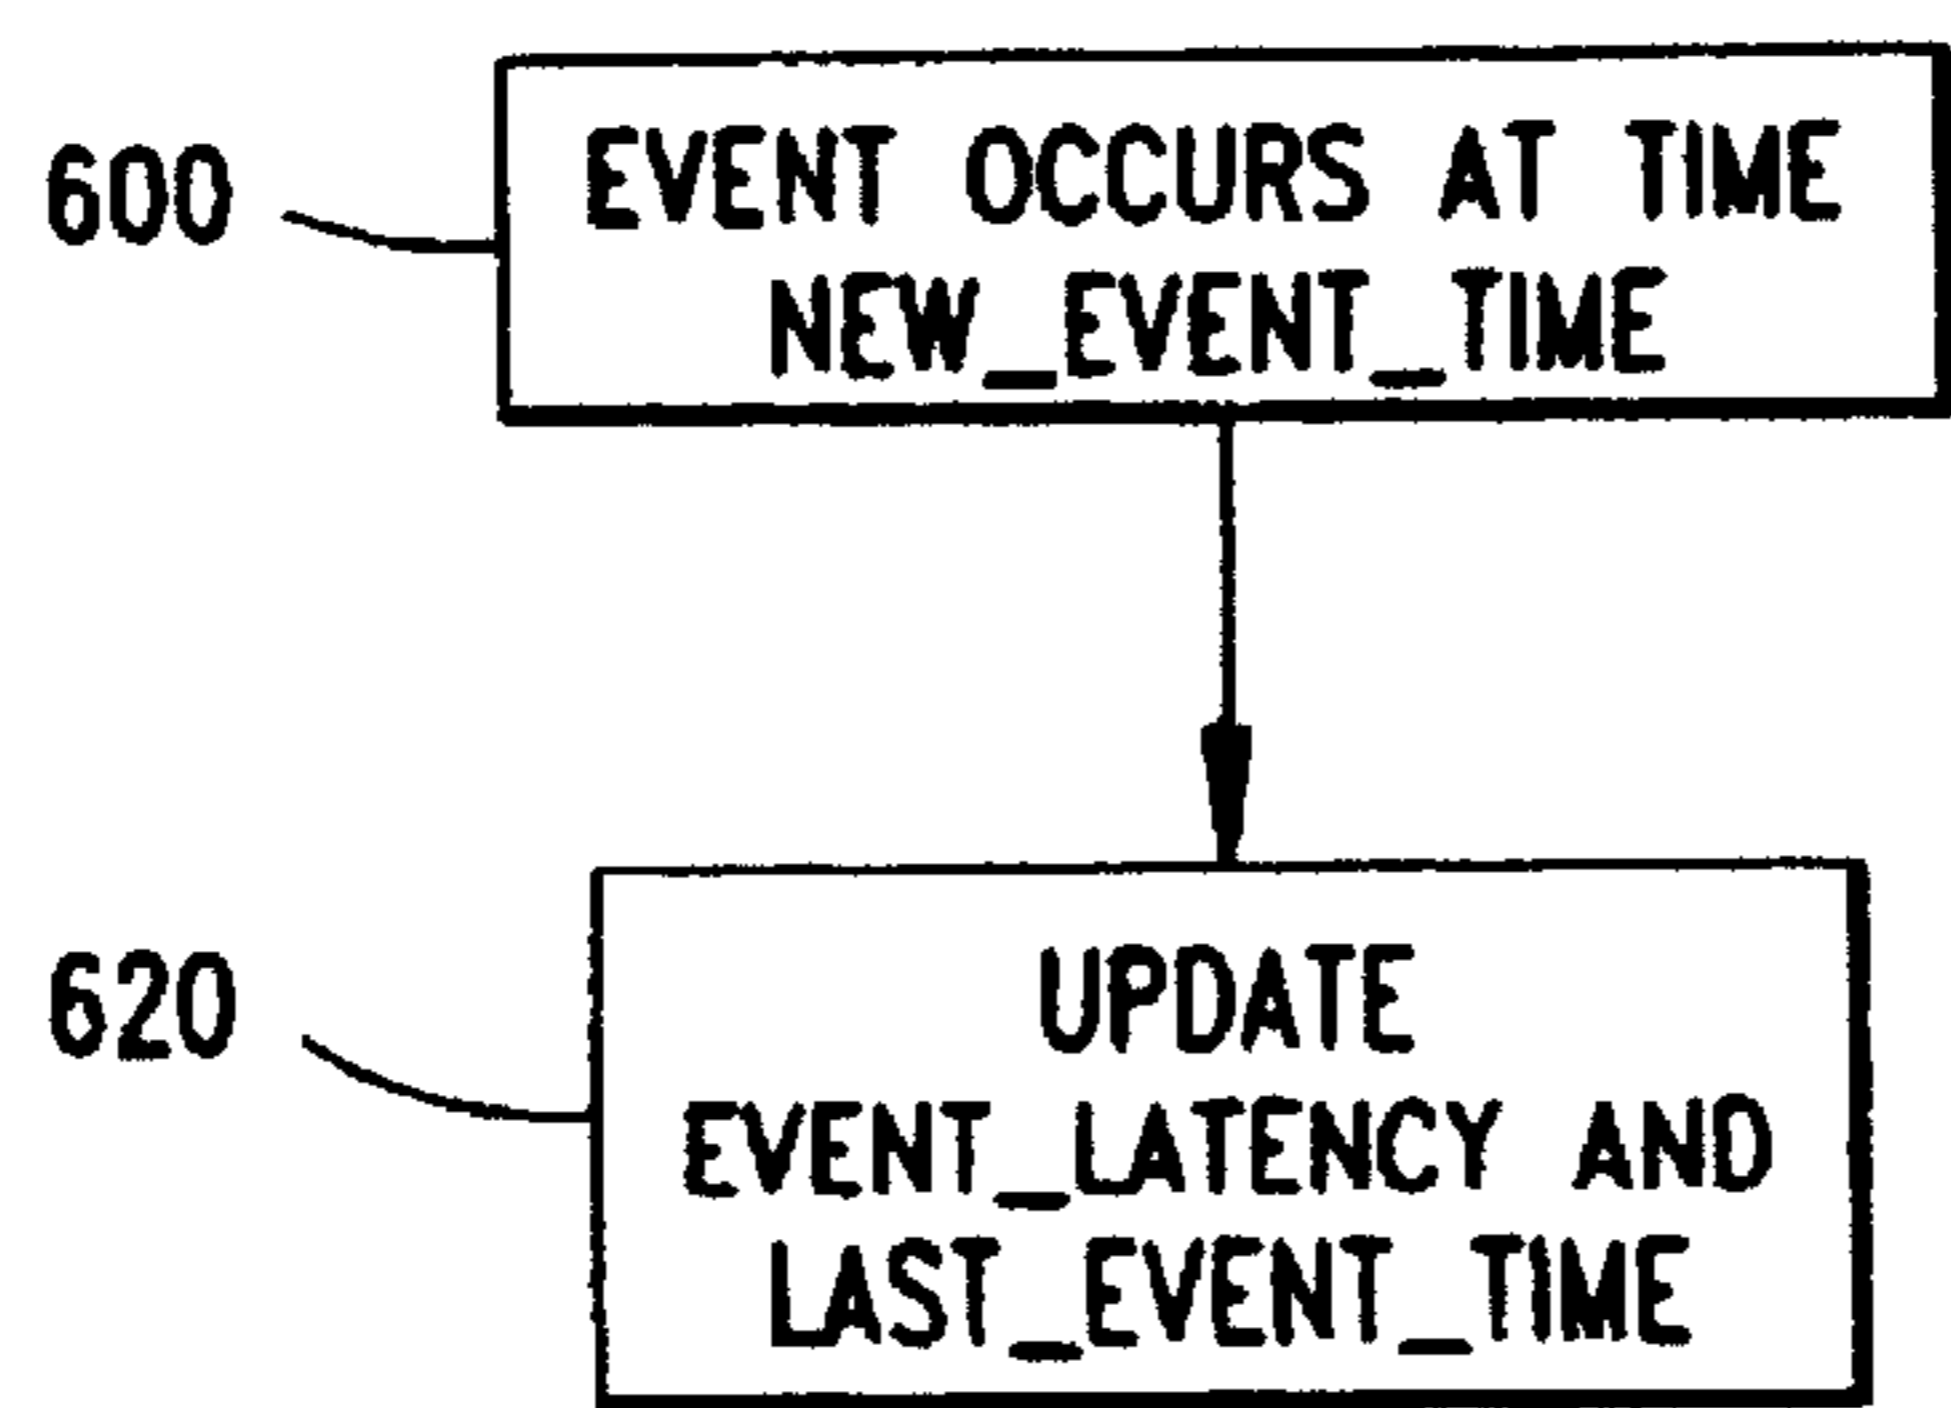 600
EVENT OCCURS AT TIME
NEW_EVENT_TIME
620
UPDATE
EVENT_LATENCY AND
LAST_EVENT_TIME